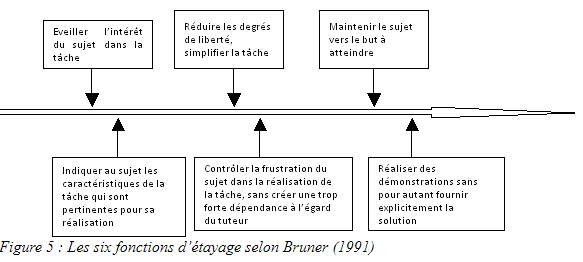 Eveiller l'intérêt
du sujet dans la
tâche
Réduire les degrés
de liberté,
simplifier la tâche
Maintenir le sujet
vers le but à
atteindre
Indiquer au sujet les
caractéristiques de la
tâche qui sont
pertinentes pour sa
réalisation
Contrôler la frustration du
sujet dans la réalisation de
la tâche, sans créer une trop
forte dépendance à l'égard
du tuteur
Réaliser des
démonstrations sans
pour autant fournir
explicitement la
solution
Figure 5 : Les six fonctions d'étayage selon Bruner (1991)